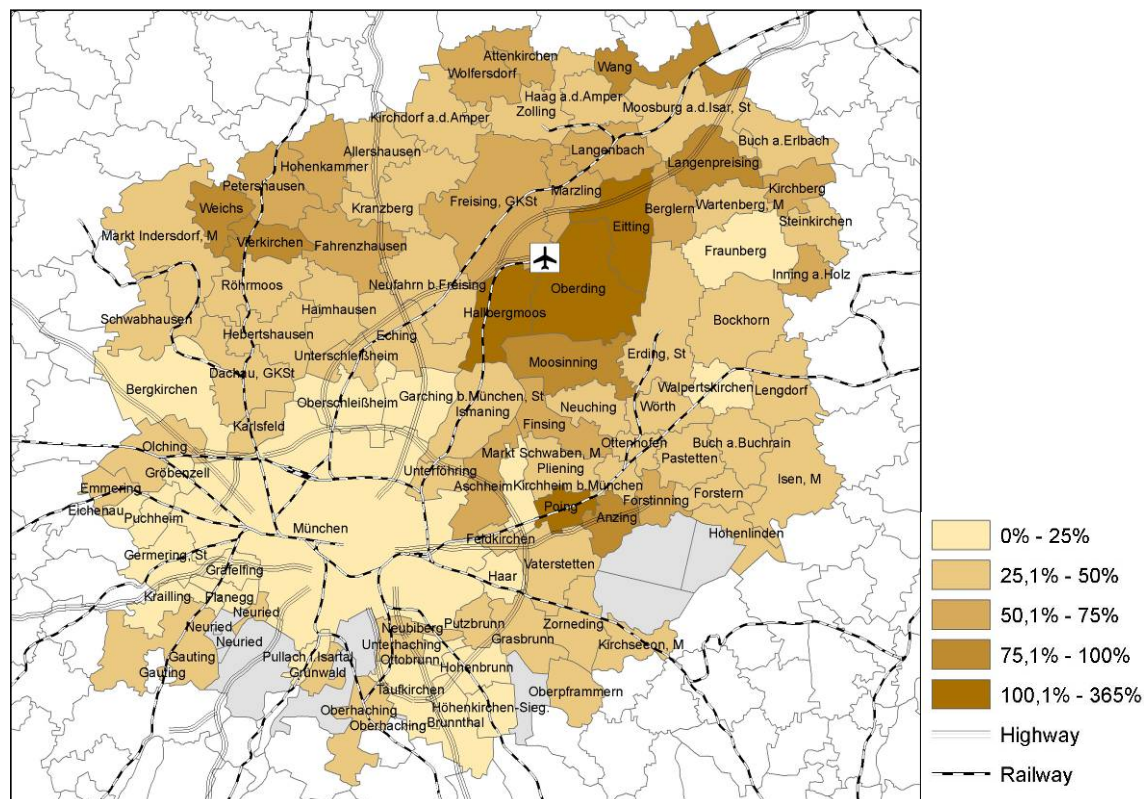 Attenkirchen
Wolfersdorf
Wang
Haag a.d.Amper
Zolling
Moosburg a.d.Isar, St
Kirchdorf a.d.Amper
Buch a.Erlbach
Allershausen
Langenbach
Hohenkammer
Langenpreising
Petershausen
Marzling
Kirchberg
Weichs
Kranzberg
Freising, GKSt
Berglern
Wartenberg, M
Steinkirchen
Markt Indersdorf, M
Vierkirchen
Fahrenzhausen
Eitting
Fraunberg
Inning a.Holz
Röhrmoos
Neufahrn b.Freising
Oberding
Schwabhausen
Haimhausen
Hallbergmoos
Bockhorn
Hebertshausen
Eching
Unterschleißheim
Erding, St
Moosinning
Bergkirchen
Dachau, GKSt
Walpertskirchen
Lengdorf
Oberschleißheim
Garching b.München, St
Ismaning
Neuching
Wörth
Karlsfeld
Finsing
Olching
Ottenhofen
Buch a.Buchrain
Markt Schwaben, M
Pastetten
Gröbenzell
Unterföhring
Pliening
Isen, M
Aschheim
Kirchheim b.München
Emmering
Forstinning
Forstern
Eichenau
Poing
Puchheim
Anzing
München
Feldkirchen
Hohenlinden
Germering, St
Vaterstetten
Gräfelfing
Haar
Krailling
Planegg
Neuried
Putzbrunn
Zorneding
Neuried
Neubiberg
Neuried
Unterhaching
Grasbrunn
Kirchseeon, M
Gauting
Pullach i.Isartal
Ottobrunn
Hohenbrunn
Gauting
Grünwald
Taufkirchen
Oberpframmern
Oberhaching
Höhenkirchen-Sieg.
Oberhaching
Brunnthal
0% - 25%
25,1% - 50%
50,1% - 75%
75,1% - 100%
100,1% - 365%
Highway
Railway